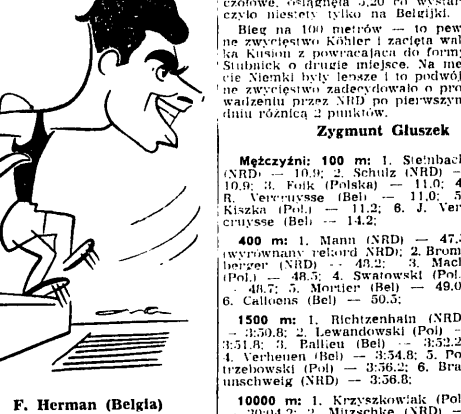 czołowe, osiągnęta 5,20 co wystar
czyło niestety tylko na Belgijki.
Bieg na 100 metrów — to pew
ne zwycięstwo Köhler i zacięta wal
ka Kusion z powracającą do formy
Stubnick o drugie miejsce. Na me
cie Niemki były lepsze i to podwój
ne zwycięstwo zadecydowało o pro
wadzeniu przez NRD po pierwszym
dniu różnicą 2 punktów.
Zygmunt Głuszek
Mężczyźni: 100 m: 1. Steinbach
(NRD) — 10.9; 2. Schulz (NRD) —
10.9; 3. Foik (Polska) — 11.0; 4
R. Vercruysse (Bel) — 11.0; 5
Kiszka (Pol.) — 11.2; 6. J. Ver
cruysse (Bel) — 14.2;
400 m: 1. Mann (NRD) — 47.
(wyrównany rekord NRD); 2. Brom
berger (NRD) — 48.2; 3. Mach
(Pol.) — 48.5; 4. Swatowski (Pol.
— 48.7; 5. Mortier (Bel) — 49.0
6. Calloens (Bel) — 50.5;
1500 m: 1. Richtzenhain (NRD
— 3:50.8; 2. Lewandowski (Pol) —
3:51.8; 3. Ballieu (Bel) — 3:52.2
4. Verheuen (Bel) — 3:54.8; 5. Po
trzebowski (Pol) — 3:56.2; 6. Bra
unschweig (NRD) — 3:56.8;
10000 m: 1. Krzyszkowiak (Pol
2. Mitzschke (NRD) —
F. Herman (Belgia)